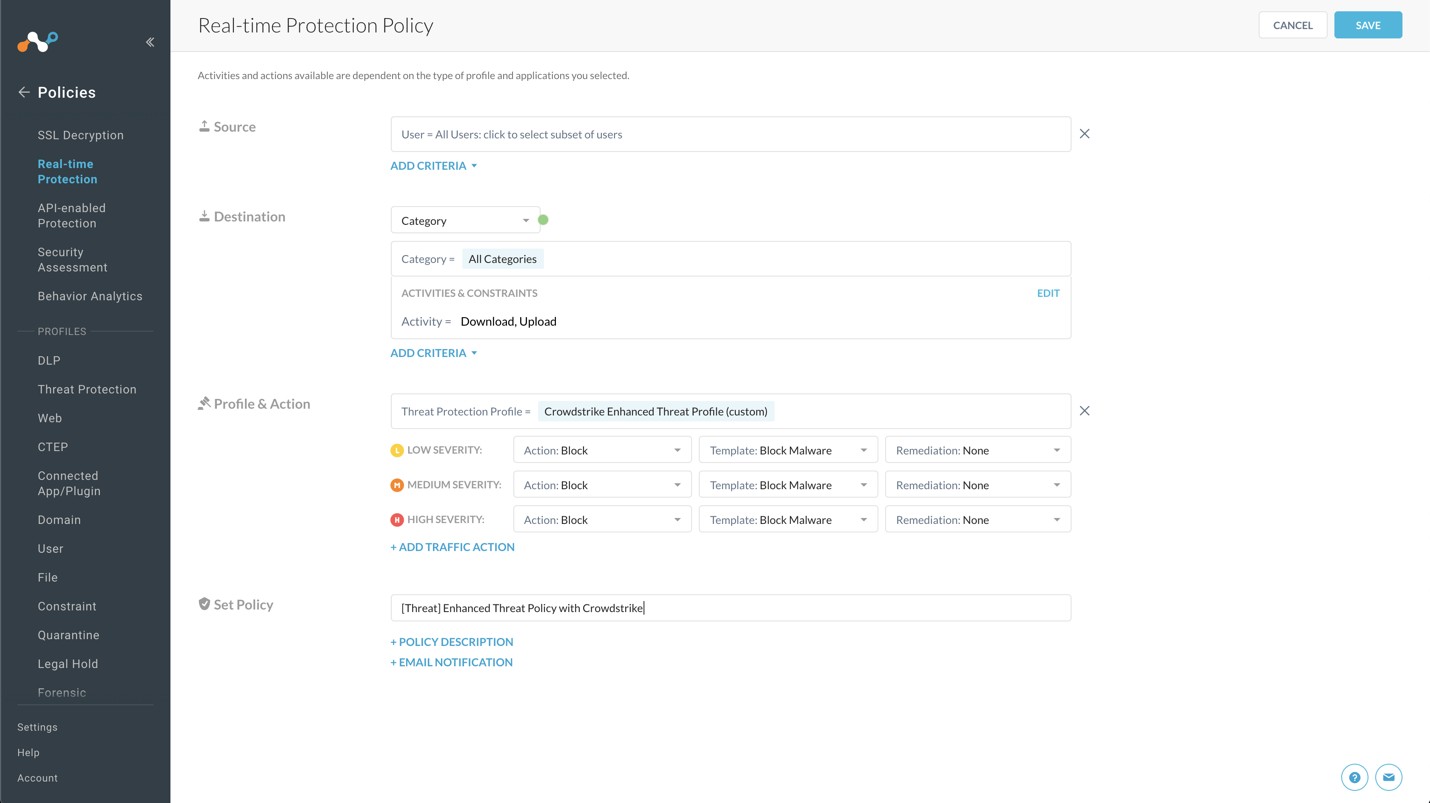 Real-time Protection Policy
CANCEL
SAVE
Policies
SSL Decryption
Real-time
Protection
API-enabled
Protection
Security
Assessment
Behavior Analytics
PROFILES
DLP
Threat Protection
Web
CTEP
Connected
App/Plugin
Domain
User
File
Constraint
Quarantine
Legal Hold
Forensic
Settings
Help
Account
Activities and actions available are dependent on the type of profile and applications you selected.
Source
User = All Users: click to select subset of users
ADD CRITERIA
Destination
Category
Category = All Categories
ACTIVITIES & CONSTRAINTS
EDIT
Activity = Download, Upload
ADD CRITERIA
Profile & Action
Threat Protection Profile = Crowdstrike Enhanced Threat Profile (custom)
L LOW SEVERITY: Action: Block Template: Block Malware Remediation: None
M MEDIUM SEVERITY: Action: Block Template: Block Malware Remediation: None
H HIGH SEVERITY: Action: Block Template: Block Malware Remediation: None
+ ADD TRAFFIC ACTION
Set Policy
[Threat] Enhanced Threat Policy with Crowdstrike
+ POLICY DESCRIPTION
+ EMAIL NOTIFICATION
?